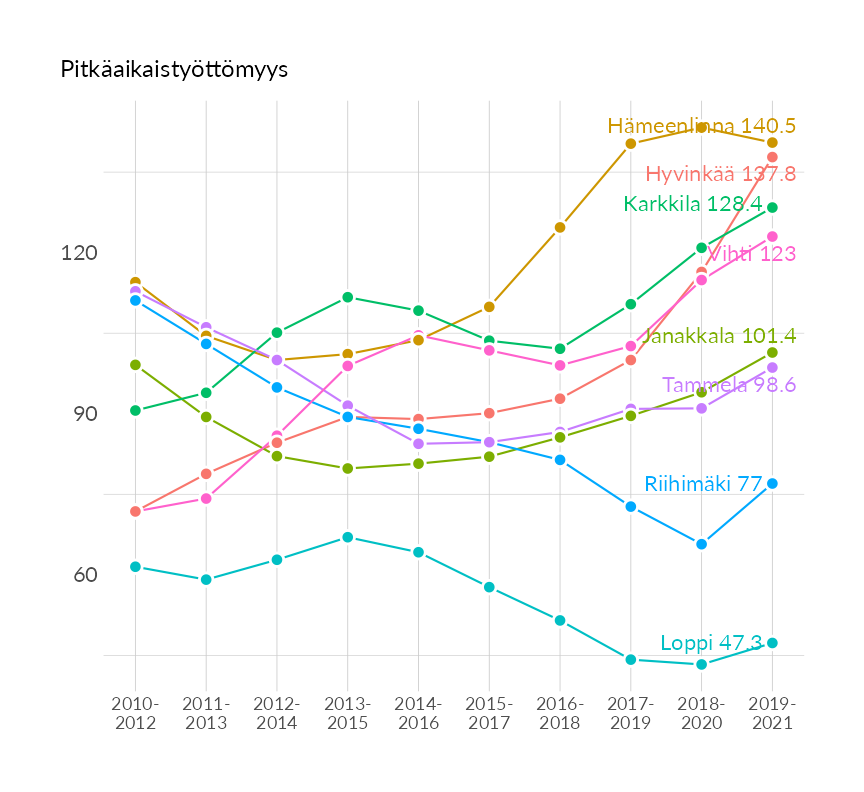 Pitkäaikaistyöttömyys
Hämeenlinna 140.5
Hyvinkää 137.8
Karkkila 128.4
Vihti 123
Janakkala 101.4
Tammela 98.6
Riihimäki 77
Loppi 47.3
120
90
60
2010-2012
2011-2013
2012-2014
2013-2015
2014-2016
2015-2017
2016-2018
2017-2019
2018-2020
2019-2021